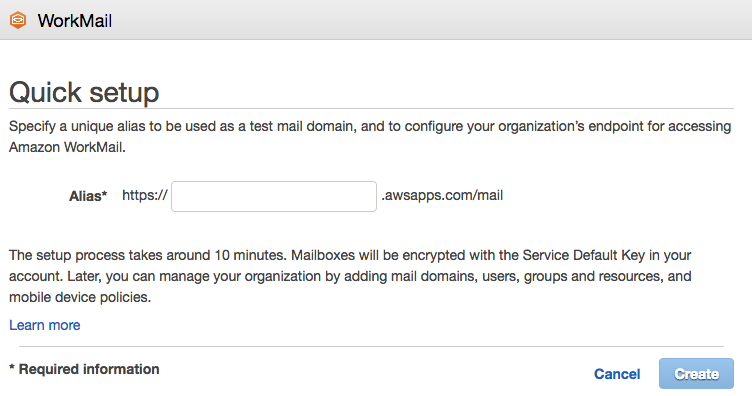 WorkMail
Quick setup
Specify a unique alias to be used as a test mail domain, and to configure your organization's endpoint for accessing
Amazon WorkMail.
Alias* https:// .awsapps.com/mail
The setup process takes around 10 minutes. Mailboxes will be encrypted with the Service Default Key in your
account. Later, you can manage your organization by adding mail domains, users, groups and resources, and
mobile device policies.
Learn more
* Required information
Cancel Create